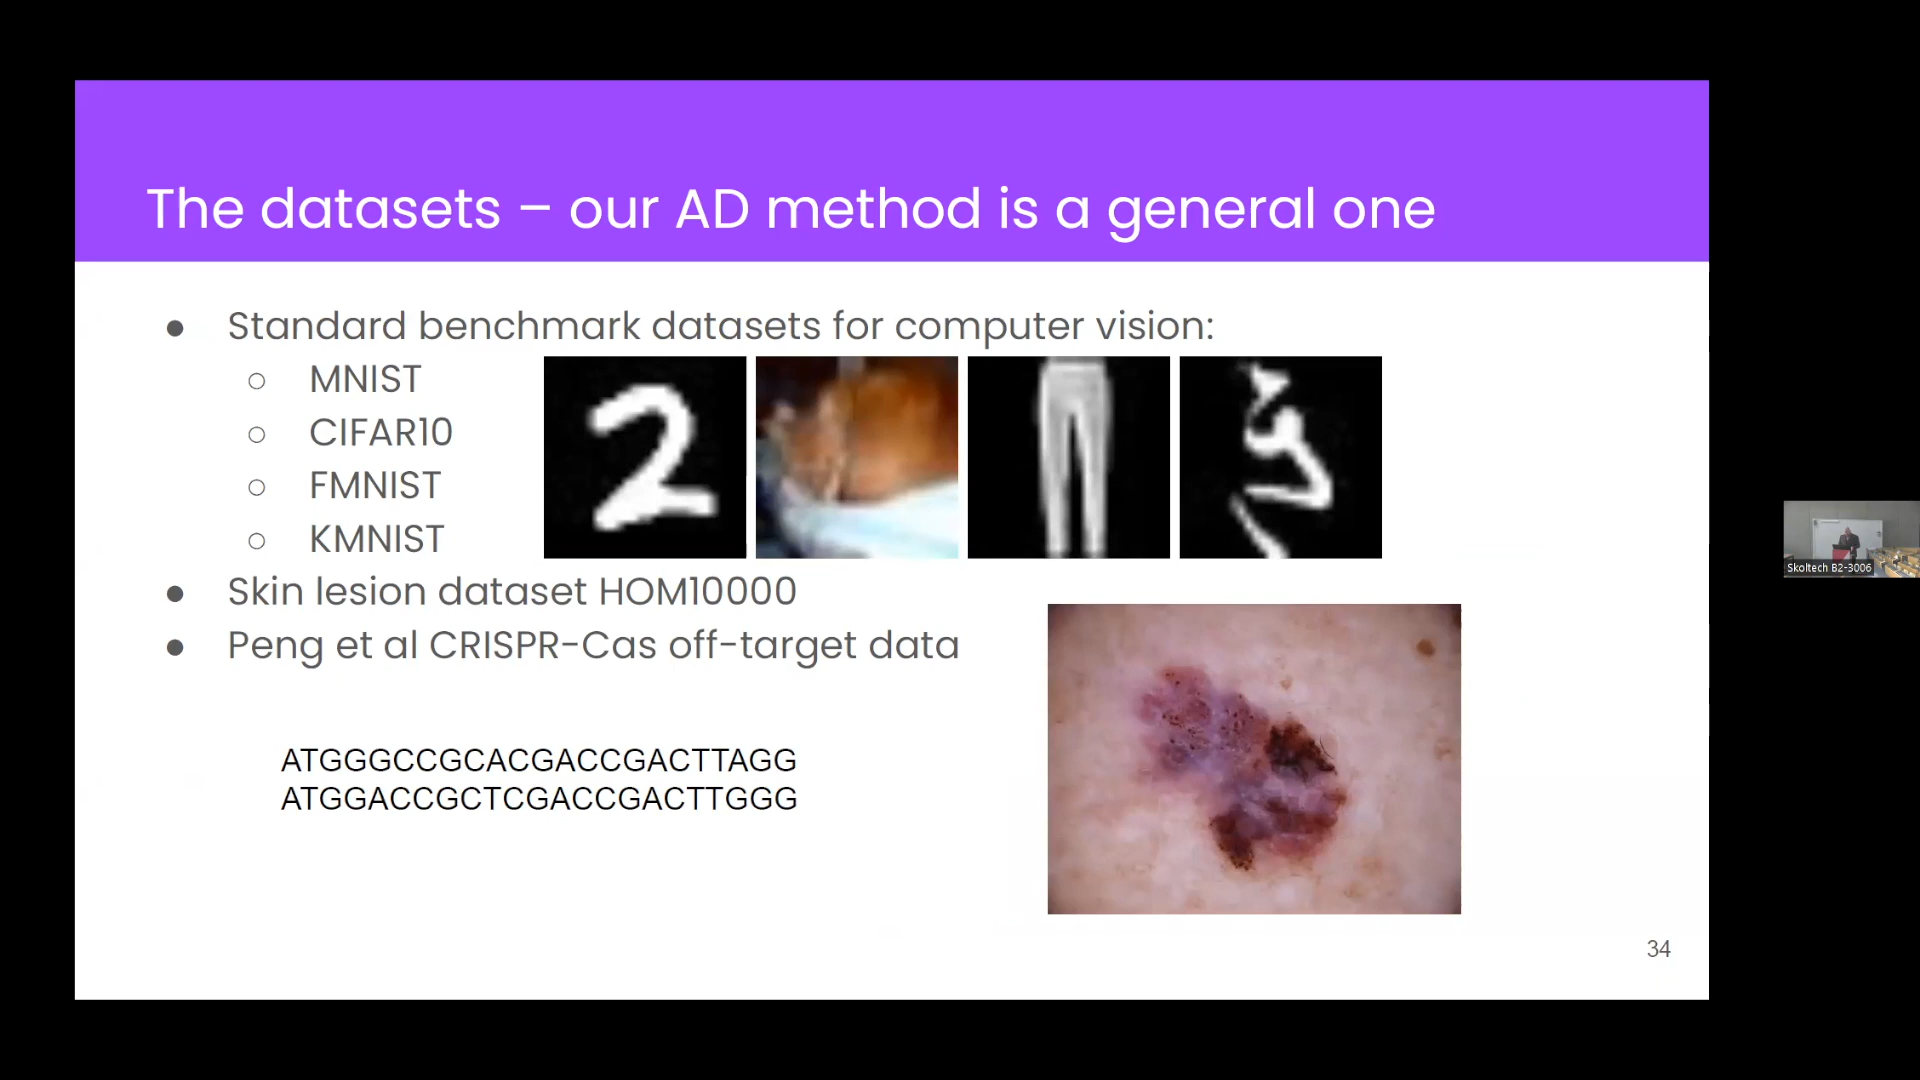 The datasets – our AD method is a general one
● Standard benchmark datasets for computer vision:
○ MNIST
○ CIFAR10
○ FMNIST
○ KMNIST
● Skin lesion dataset HOM10000
● Peng et al CRISPR-Cas off-target data
ATGGGCCGCACGACCGACTTAGG
ATGGACCGCTCGACCGACTTGGG
34
Skoltech B2-3006